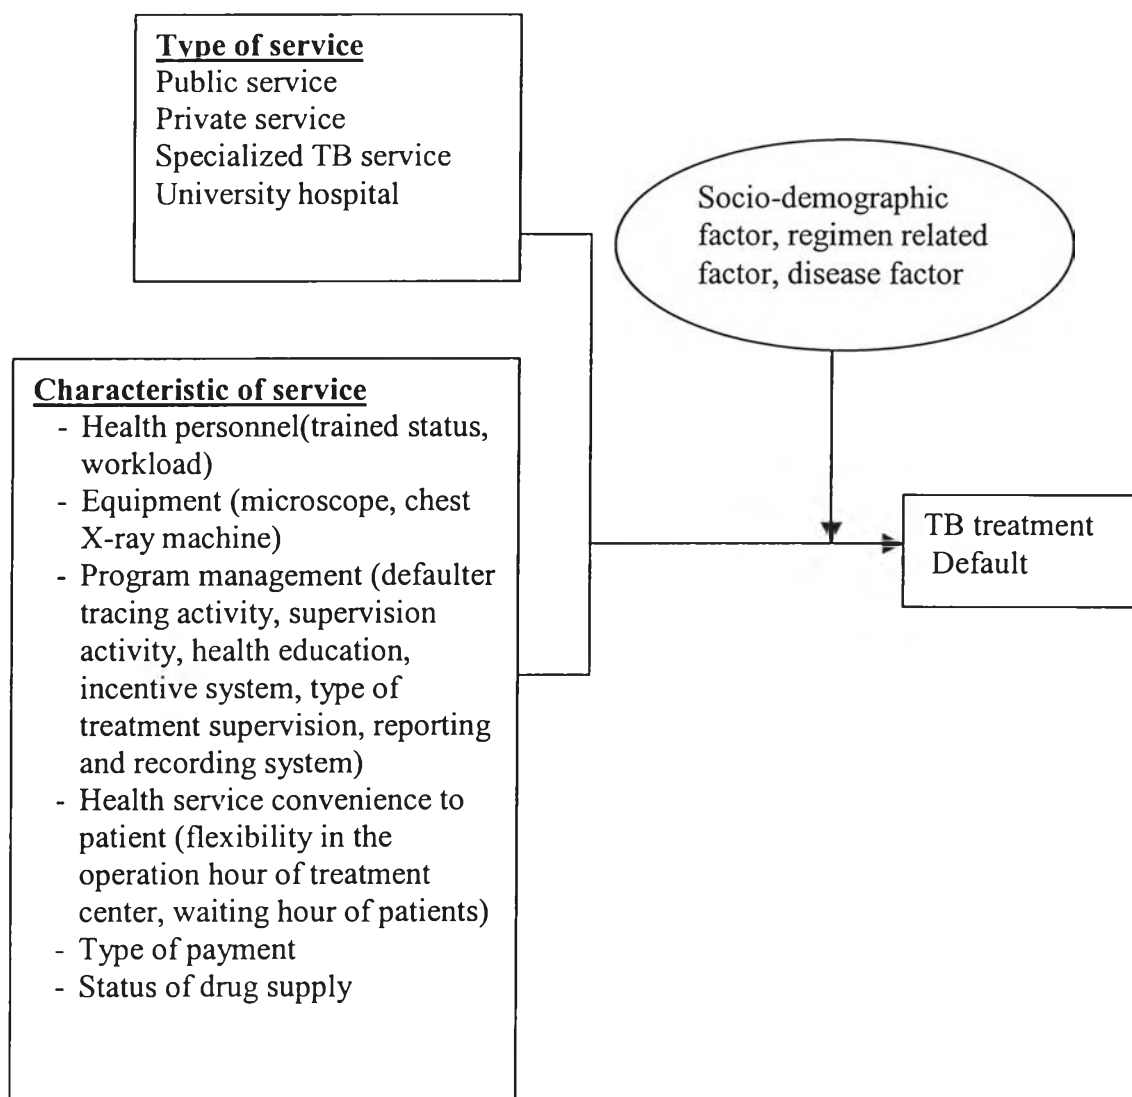 Type of service
Public service
Private service
Specialized TB service
University hospital
Socio-demographic
factor, regimen related
factor, disease factor
Characteristic of service
- Health personnel(trained status,
workload)
- Equipment (microscope, chest
X-ray machine)
- Program management (defaulter
tracing activity, supervision
activity, health education,
incentive system, type of
treatment supervision, reporting
and recording system)
- Health service convenience to
patient (flexibility in the
operation hour of treatment
center, waiting hour of patients)
- Type of payment
- Status of drug supply
TB treatment
Default